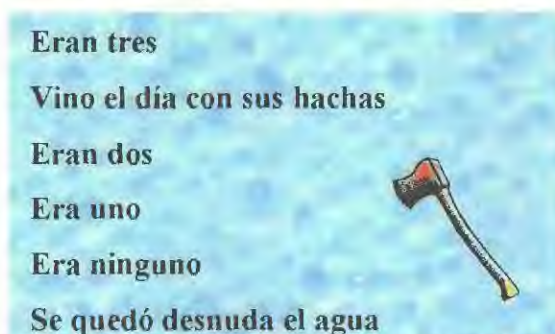 Eran tres
Vino el día con sus hachas
Eran dos
Era uno
Era ninguno
Se quedó desnuda el agua